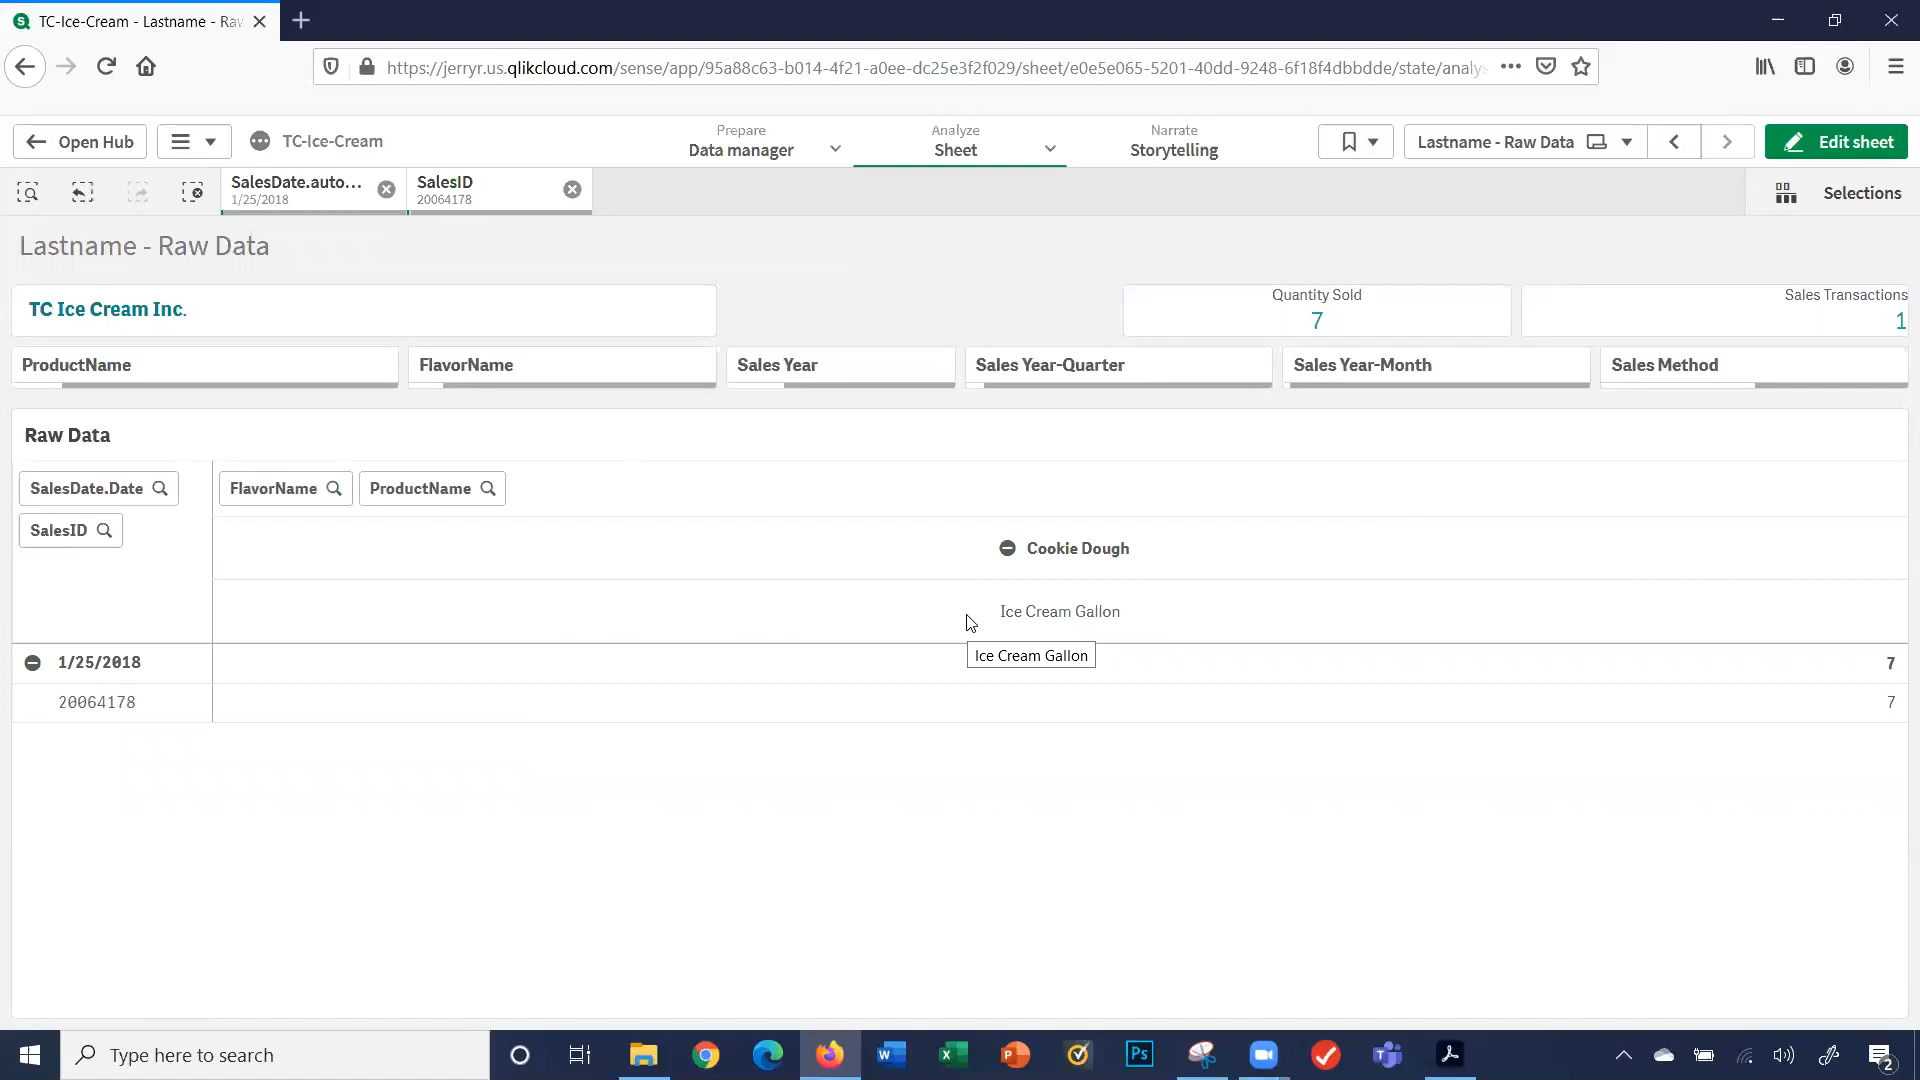 TC-Ice-Cream - Lastname - Raw
https://jerryr.us.qlikcloud.com/sense/app/95a88c63-b014-4f21-a0ee-dc25e3f2f029/sheet/e0e5e065-5201-40dd-9248-6f18f4dbbdde/state/analys
Open Hub
TC-Ice-Cream
Prepare
Data manager
Analyze
Sheet
Narrate
Storytelling
Lastname - Raw Data
Edit sheet
SalesDate.auto...
1/25/2018
SalesID
20064178
Selections
Lastname - Raw Data
TC Ice Cream Inc.
Quantity Sold
7
Sales Transactions
1
ProductName
FlavorName
Sales Year
Sales Year-Quarter
Sales Year-Month
Sales Method
Raw Data
SalesDate.Date
FlavorName
ProductName
SalesID
Cookie Dough
Ice Cream Gallon
Ice Cream Gallon
1/25/2018
7
20064178
7
Type here to search
Ps
2